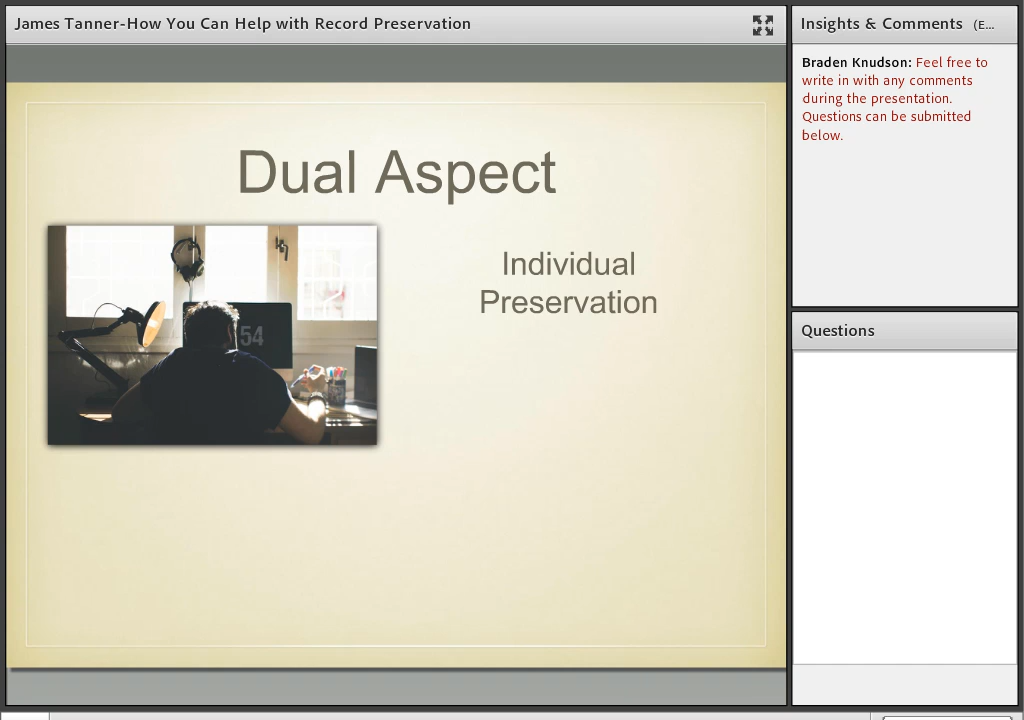 James Tanner-How You Can Help with Record Preservation
Dual Aspect
54
Individual
Preservation
Insights & Comments (E...
Braden Knudson: Feel free to
write in with any comments
during the presentation.
Questions can be submitted
below.
Questions